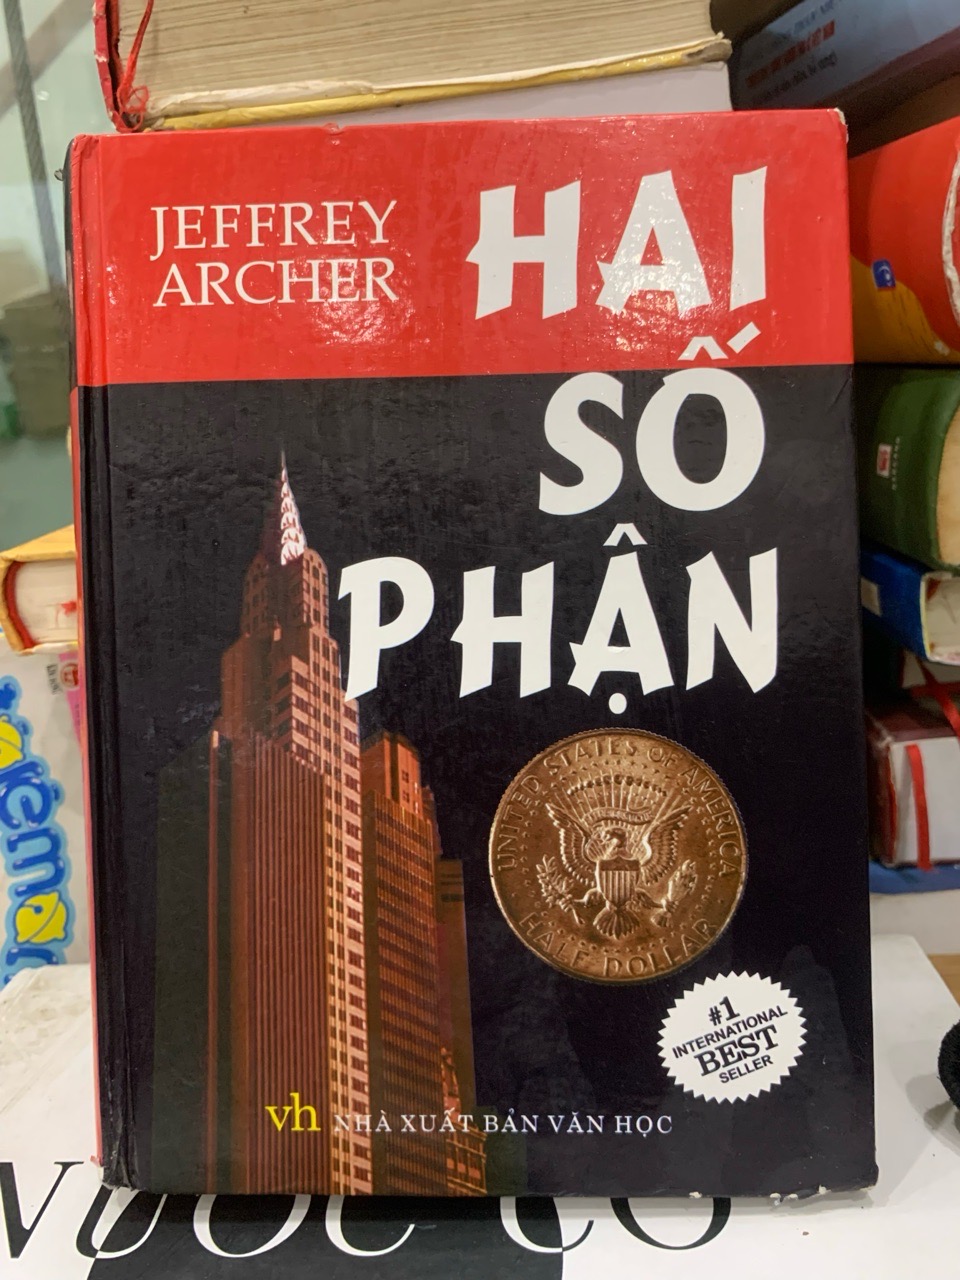 JEFFREY
ARCHER
HAI
SỐ
PHẬN
UNITED STATES OF AMERICA
HALF DOLLAR
#1
INTERNATIONAL
BEST
SELLER
vh NHÀ XUẤT BẢN VĂN HỌC